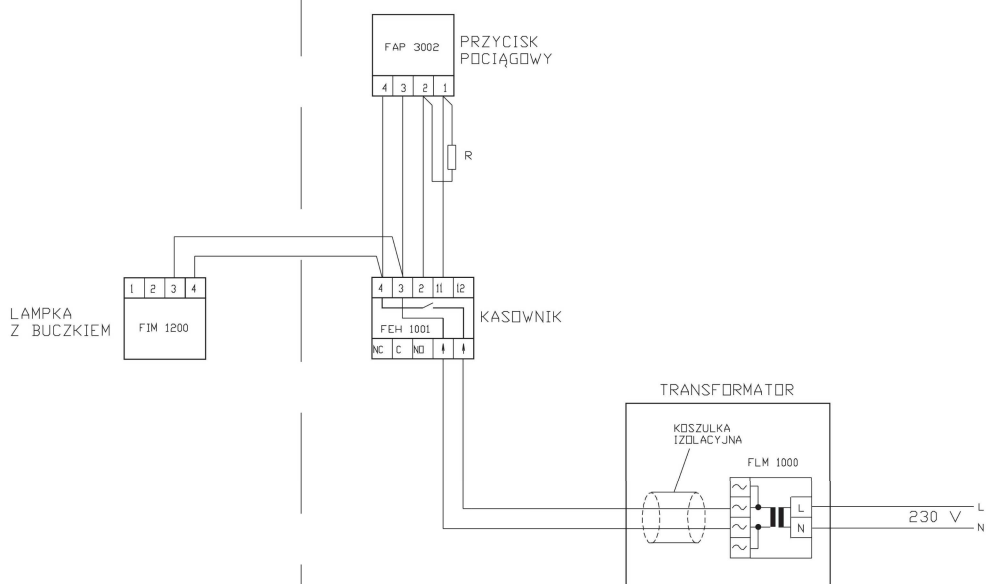 FAP 3002
PRZYCISK
POCIĄGOWY
4 3 2 1
R
1 2 3 4
FIM 1200
LAMPKA
Z BUCZKIEM
4 3 2 11 12
FEH 1001
KASOWNIK
NC C NO
TRANSFORMATOR
KOSZULKA
IZOLACYJNA
FLM 1000
L
N
230 V
L
N